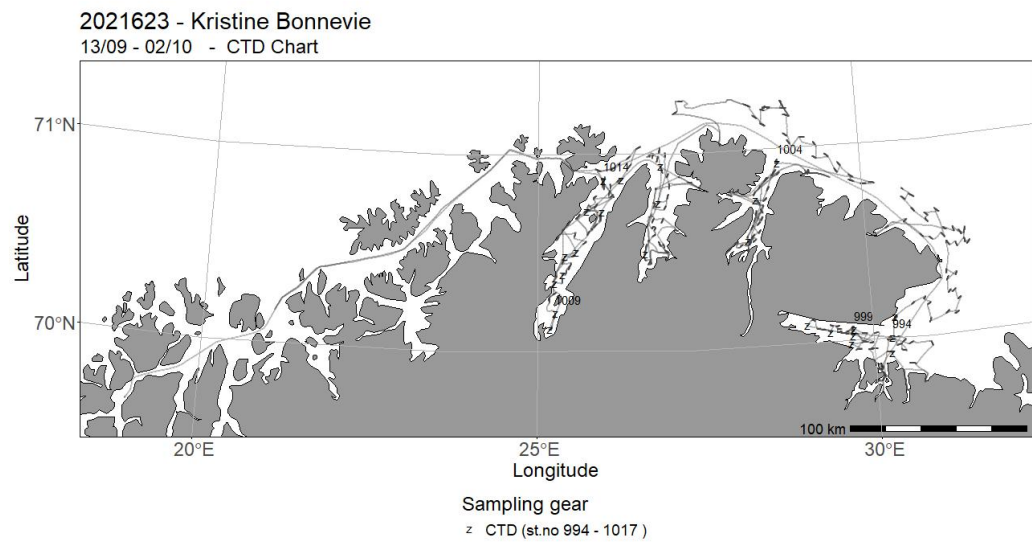 2021623 - Kristine Bonnevie
13/09 - 02/10 - CTD Chart
71°N
1004
1014
Latitude
1009
70°N
999
994
100 km
20°E
25°E
30°E
Longitude
Sampling gear
z CTD (st.no 994 - 1017 )